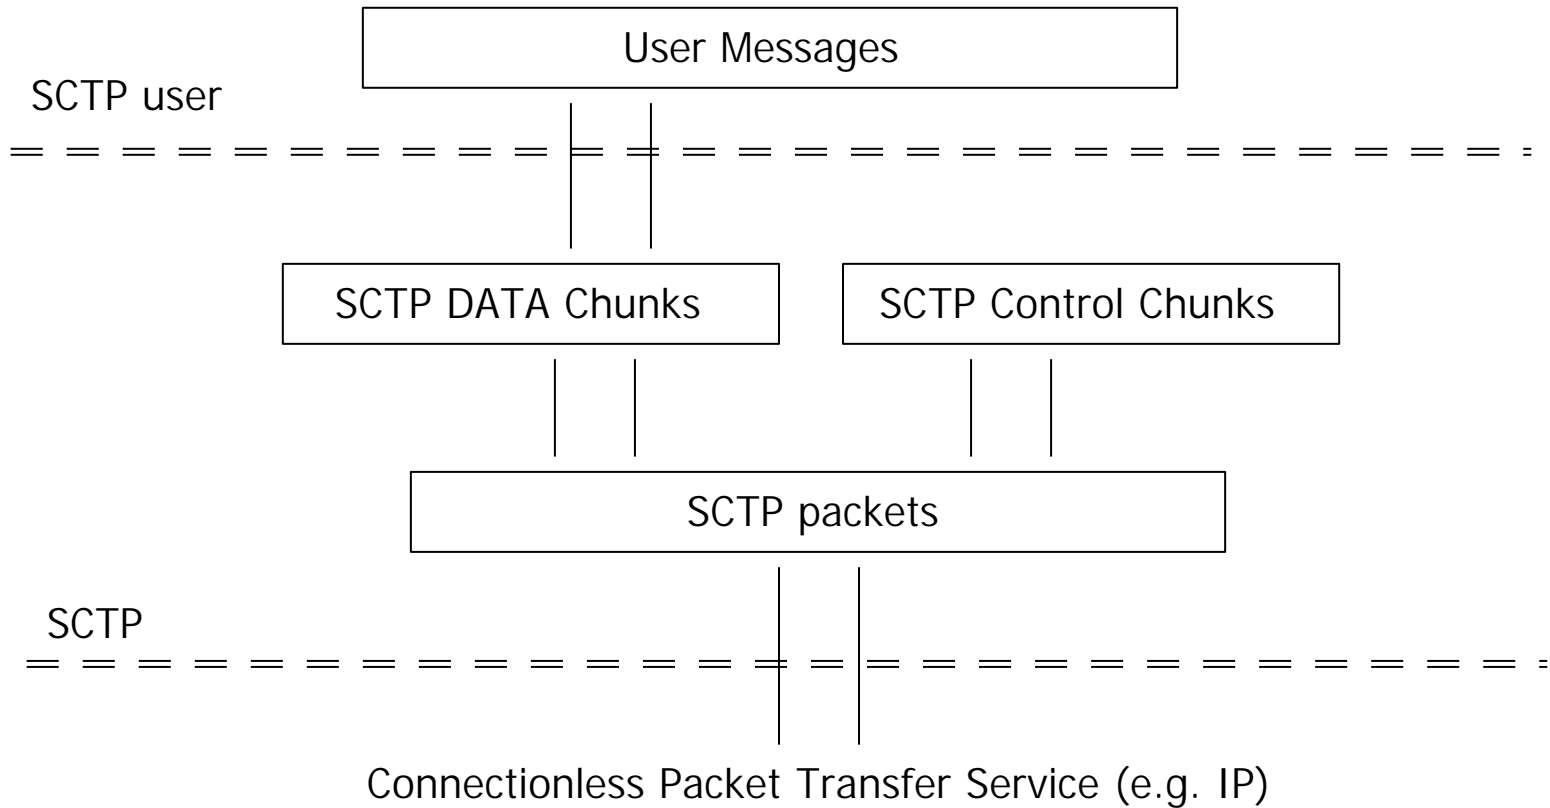 User Messages
SCTP user
SCTP DATA Chunks
SCTP Control Chunks
SCTP packets
SCTP
Connectionless Packet Transfer Service (e.g. IP)